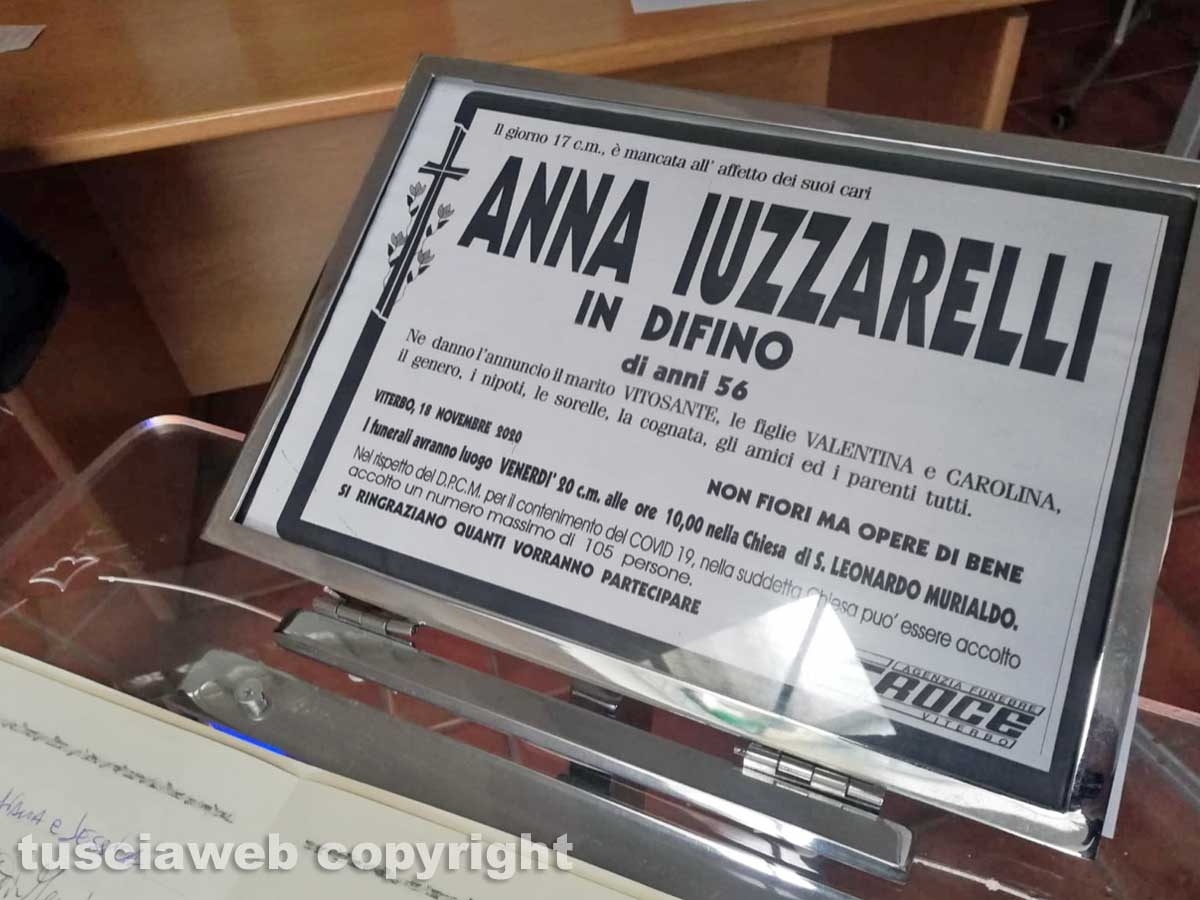 Il giorno 17 c.m., è mancata all' affetto dei suoi cari
ANNA IUZZARELLI
IN DIFINO
di anni 56
Ne danno l'annuncio il marito VITOSANTE, le figlie VALENTINA e CAROLINA,
il genero, i nipoti, le sorelle, la cognata, gli amici ed i parenti tutti.
VITERBO, 18 NOVEMBRE 2020
NON FIORI MA OPERE DI BENE
I funerali avranno luogo VENERDI' 20 c.m. alle ore 10,00 nella Chiesa di S. LEONARDO MURIALDO.
Nel rispetto del D.P.C.M. per il contenimento del COVID 19, nella suddetta Chiesa puo' essere accolto
accolto un numero massimo di 105 persone.
SI RINGRAZIANO QUANTI VORRANNO PARTECIPARE
AGENZIA FUNEBRE
VITERBO
tusciaweb copyright